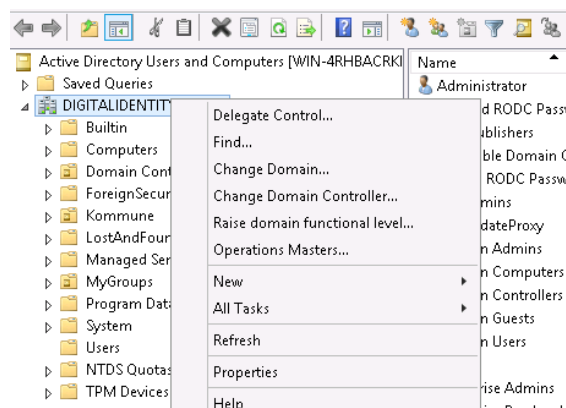 Active Directory Users and Computers [WIN-4RHBACRKI
Saved Queries
DIGITALIDENTITY
Builtin
Computers
Domain Cont
ForeignSecur
Kommune
LostAndFour
Managed Ser
MyGroups
Program Data
System
Users
NTDS Quotas
TPM Devices
Delegate Control...
Find...
Change Domain...
Change Domain Controller...
Raise domain functional level...
Operations Masters...
New
All Tasks
Refresh
Properties
Help
Name
Administrator
d RODC Passv
ublishers
ble Domain C
RODC Passw
mins
dateProxy
n Admins
n Computers
n Controllers
n Guests
n Users
rise Admins